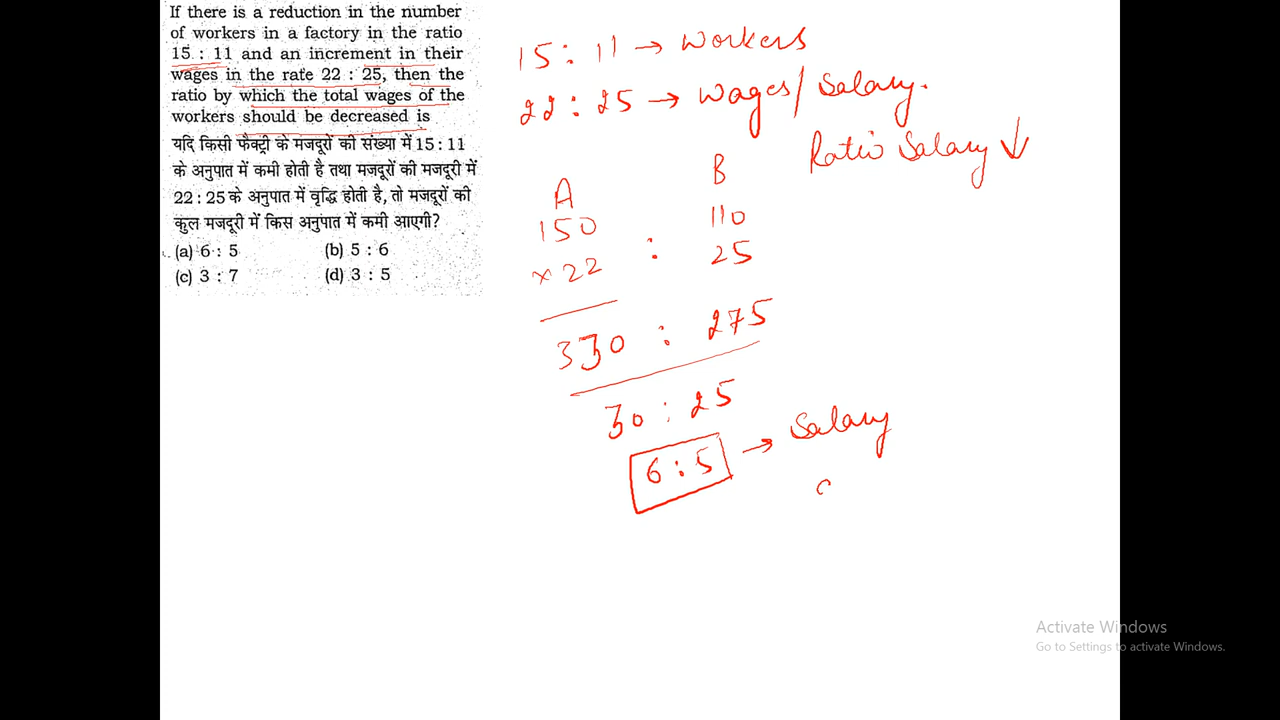 If there is a reduction in the number
of workers in a factory in the ratio
15 : 11 and an increment in their
wages in the rate 22 : 25, then the
ratio by which the total wages of the
workers should be decreased is
यदि किसी फैक्ट्री के मजदूरों की संख्या में 15 : 11
के अनुपात में कमी होती है तथा मजदूरों की मजदूरी में
22 : 25 के अनुपात में वृद्धि होती है, तो मजदूरों की
कुल मजदूरी में किस अनुपात में कमी आएगी?
(a) 6 : 5 (b) 5 : 6
(c) 3 : 7 (d) 3 : 5
15 : 11 → Workers
22 : 25 → Wages/Salary.
Ratio Salary ↓
A B
150 110
×22 : 25
330 : 275
30 : 25
6 : 5 → Salary
Activate Windows
Go to Settings to activate Windows.